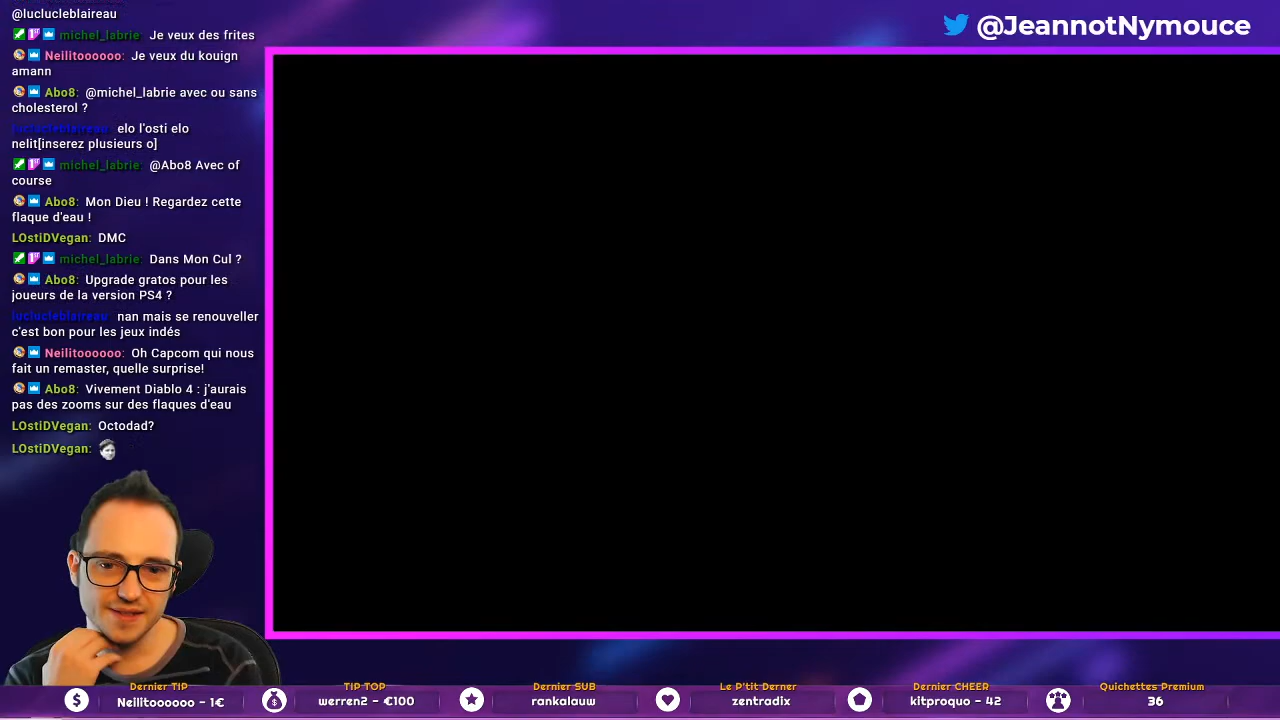 @luclucleblaireau
michel_labrie: Je veux des frites
Neilitoooooo: Je veux du kouign
amann
Abo8: @michel_labrie avec ou sans
cholesterol ?
luclucleblaireau: elo l'osti elo
nelit[inserez plusieurs o]
michel_labrie: @Abo8 Avec of
course
Abo8: Mon Dieu ! Regardez cette
flaque d'eau !
LOstiDVegan: DMC
michel_labrie: Dans Mon Cul ?
Abo8: Upgrade gratos pour les
joueurs de la version PS4 ?
luclucleblaireau: nan mais se renouveller
c'est bon pour les jeux indés
Neilitoooooo: Oh Capcom qui nous
fait un remaster, quelle surprise!
Abo8: Vivement Diablo 4 : j'aurais
pas des zooms sur des flaques d'eau
LOstiDVegan: Octodad?
LOstiDVegan:
@JeannotNymouce
Dernier TIP
Neilitoooooo - 1€
TIP TOP
werren2 - €100
Dernier SUB
rankalauw
Le P'tit Derner
zentradix
Dernier CHEER
kitproquo - 42
Quichettes Premium
36